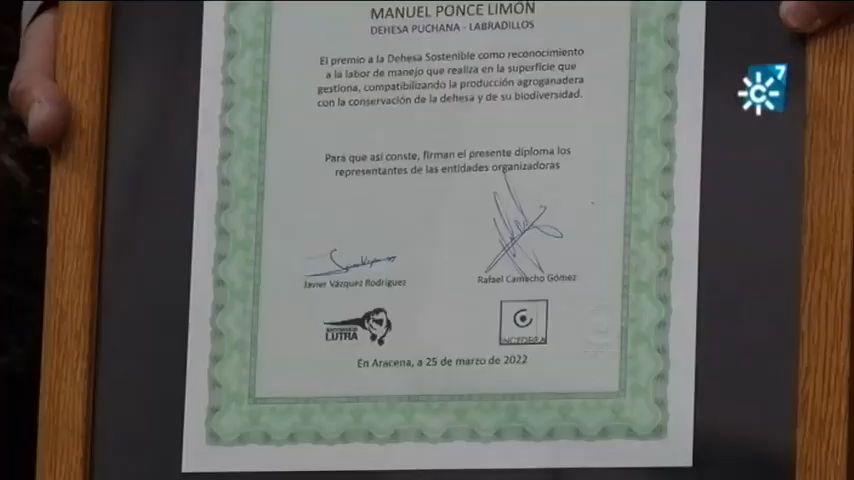 MANUEL PONCE LIMÓN
DEHESA PUCHANA - LABRADILLOS
El premio a la Dehesa Sostenible como reconocimiento
a la labor de manejo que realiza en la superficie que
gestiona, compatibilizando la producción agroganadera
con la conservación de la dehesa y de su biodiversidad.
Para que así conste, firman el presente diploma los
representantes de las entidades organizadoras
Javier Vázquez Rodríguez
Rafael Camacho Gómez
LUTRA
En Aracena, a 25 de marzo de 2022
7